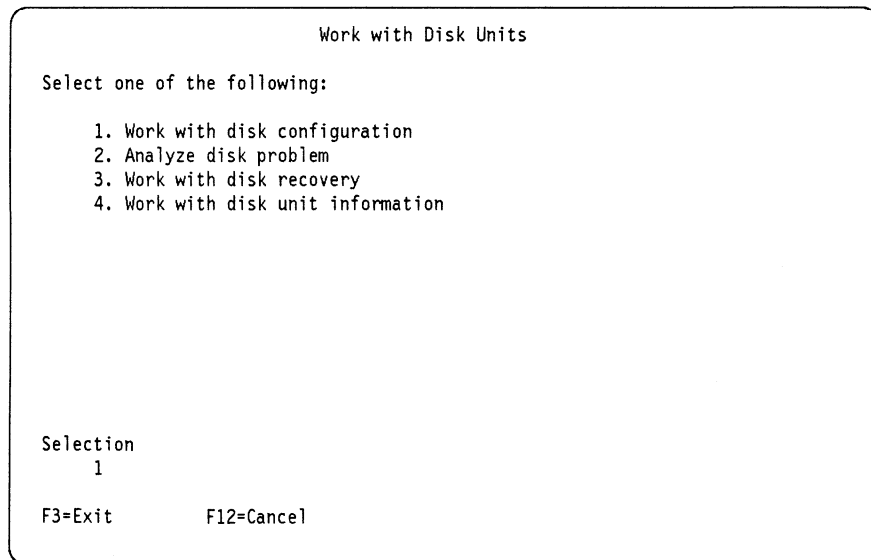 Work with Disk Units
Select one of the following:
1. Work with disk configuration
2. Analyze disk problem
3. Work with disk recovery
4. Work with disk unit information
Selection
1
F3=Exit F12=Cancel